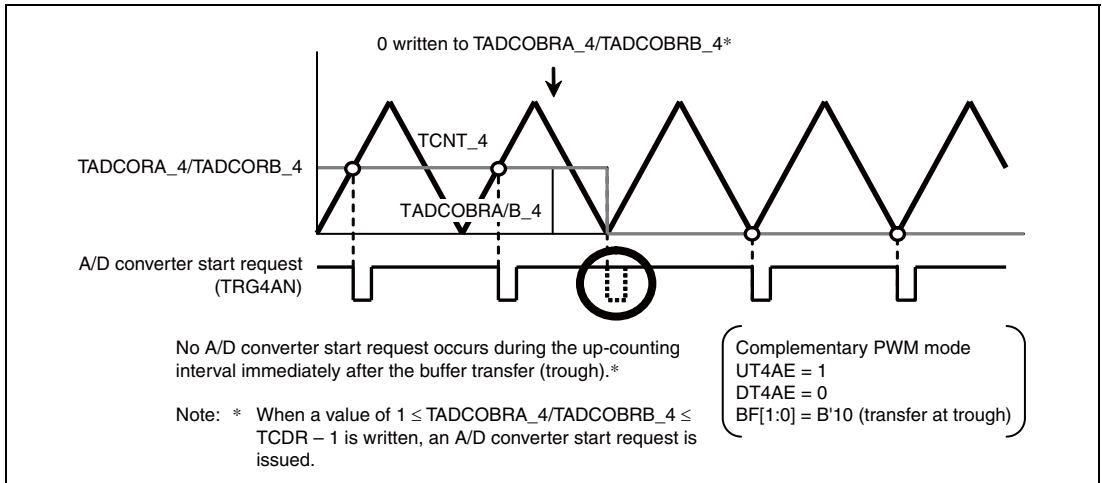 0 written to TADCOBRA_4/TADCOBRB_4*
TCNT_4
TADCORA_4/TADCORB_4
TADCOBRA/B_4
A/D converter start request
(TRG4AN)
No A/D converter start request occurs during the up-counting
interval immediately after the buffer transfer (trough).*
Note: * When a value of 1 ≤ TADCOBRA_4/TADCOBRB_4 ≤
TCDR – 1 is written, an A/D converter start request is
issued.
Complementary PWM mode
UT4AE = 1
DT4AE = 0
BF[1:0] = B'10 (transfer at trough)